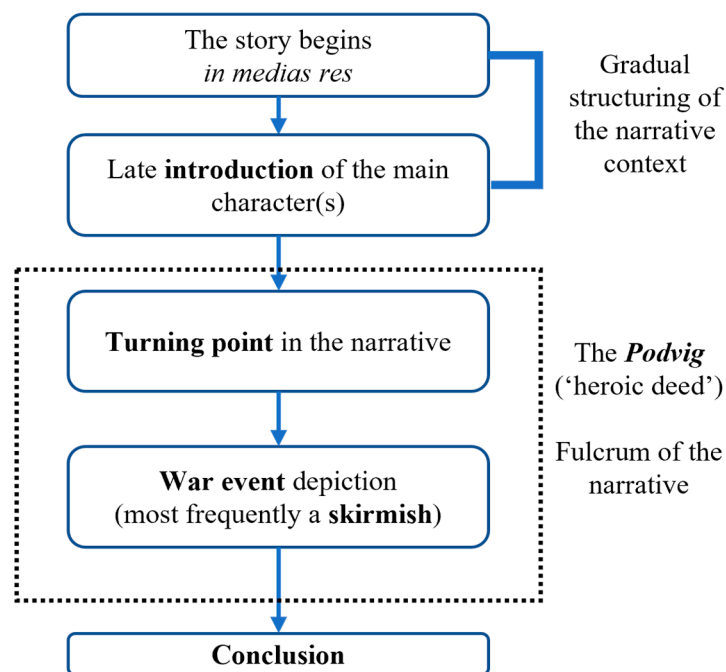 The story begins
in medias res
Gradual
structuring of
the narrative
context
Late introduction of the main
character(s)
Turning point in the narrative
The Podvig
(‘heroic deed’)
Fulcrum of the
narrative
War event depiction
(most frequently a skirmish)
Conclusion